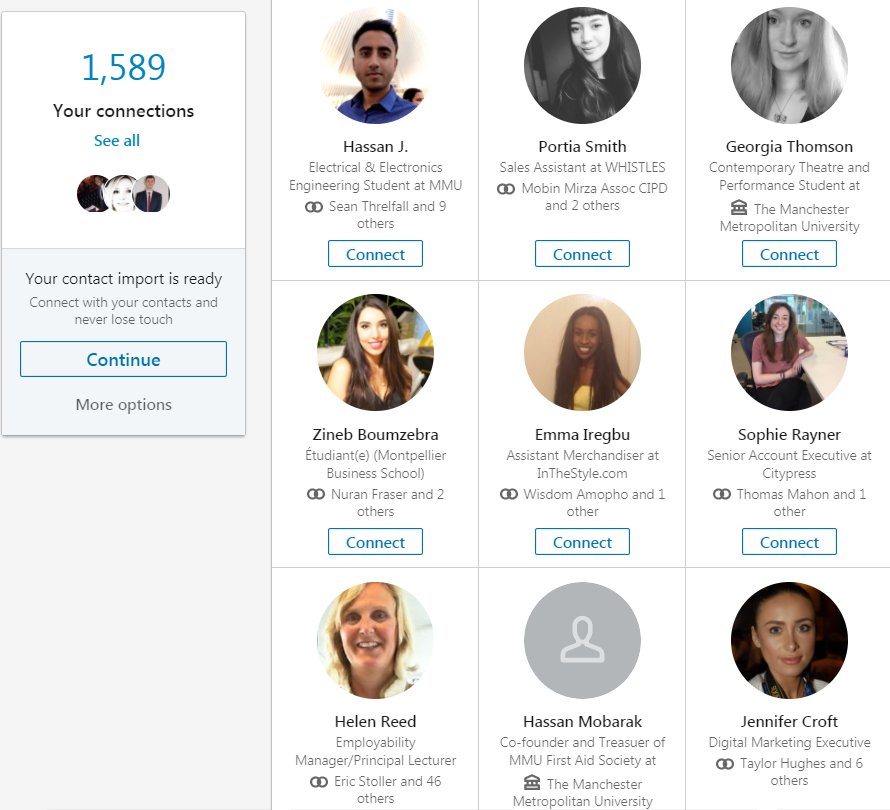 1,589
Your connections
See all
Your contact import is ready
Connect with your contacts and
never lose touch
Continue
More options
Hassan J.
Electrical & Electronics
Engineering Student at MMU
Sean Threlfall and 9
others
Connect
Portia Smith
Sales Assistant at WHISTLES
Mobin Mirza Assoc CIPD
and 2 others
Connect
Georgia Thomson
Contemporary Theatre and
Performance Student at
The Manchester
Metropolitan University
Connect
Zineb Boumzebra
Étudiant(e) (Montpellier
Business School)
Nuran Fraser and 2
others
Connect
Emma Iregbu
Assistant Merchandiser at
InTheStyle.com
Wisdom Amopho and 1
other
Connect
Sophie Rayner
Senior Account Executive at
Citypress
Thomas Mahon and 1
other
Connect
Helen Reed
Employability
Manager/Principal Lecturer
Eric Stoller and 46
others
Hassan Mobarak
Co-founder and Treasuer of
MMU First Aid Society at
The Manchester
Metropolitan University
Jennifer Croft
Digital Marketing Executive
Taylor Hughes and 6
others